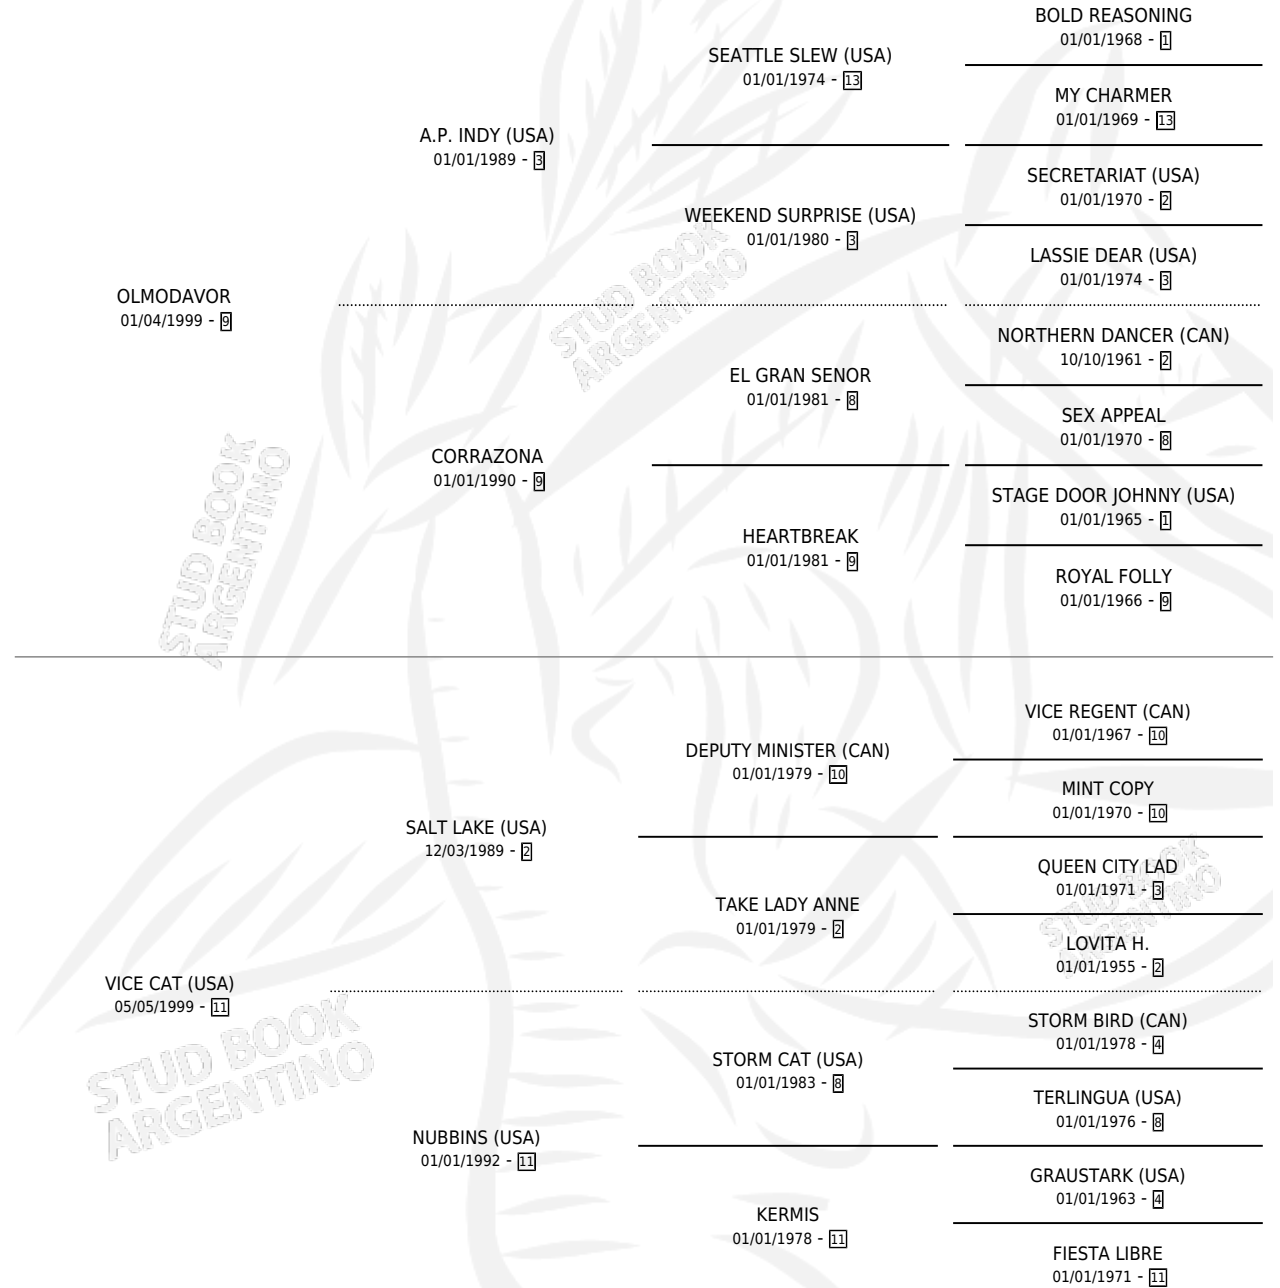 BOLD REASONING
01/01/1968 - 1
SEATTLE SLEW (USA)
01/01/1974 - 13
MY CHARMER
01/01/1969 - 13
A.P. INDY (USA)
01/01/1989 - 3
SECRETARIAT (USA)
01/01/1970 - 2
WEEKEND SURPRISE (USA)
01/01/1980 - 3
LASSIE DEAR (USA)
01/01/1974 - 3
OLMODAVOR
01/04/1999 - 9
NORTHERN DANCER (CAN)
10/10/1961 - 2
EL GRAN SENOR
01/01/1981 - 8
SEX APPEAL
01/01/1970 - 8
CORRAZONA
01/01/1990 - 9
STAGE DOOR JOHNNY (USA)
01/01/1965 - 1
HEARTBREAK
01/01/1981 - 9
ROYAL FOLLY
01/01/1966 - 9
VICE REGENT (CAN)
01/01/1967 - 10
DEPUTY MINISTER (CAN)
01/01/1979 - 10
MINT COPY
01/01/1970 - 10
SALT LAKE (USA)
12/03/1989 - 2
QUEEN CITY LAD
01/01/1971 - 3
TAKE LADY ANNE
01/01/1979 - 2
LOVITA H.
01/01/1955 - 2
VICE CAT (USA)
05/05/1999 - 11
STORM BIRD (CAN)
01/01/1978 - 4
STORM CAT (USA)
01/01/1983 - 8
TERLINGUA (USA)
01/01/1976 - 8
NUBBINS (USA)
01/01/1992 - 11
GRAUSTARK (USA)
01/01/1963 - 4
KERMIS
01/01/1978 - 11
FIESTA LIBRE
01/01/1971 - 11
STUD BOOK
ARGENTINO
STUD BOOK
ARGENTINO
STUD BOOK
ARGENTINO
STUD BOOK
ARGENTINO